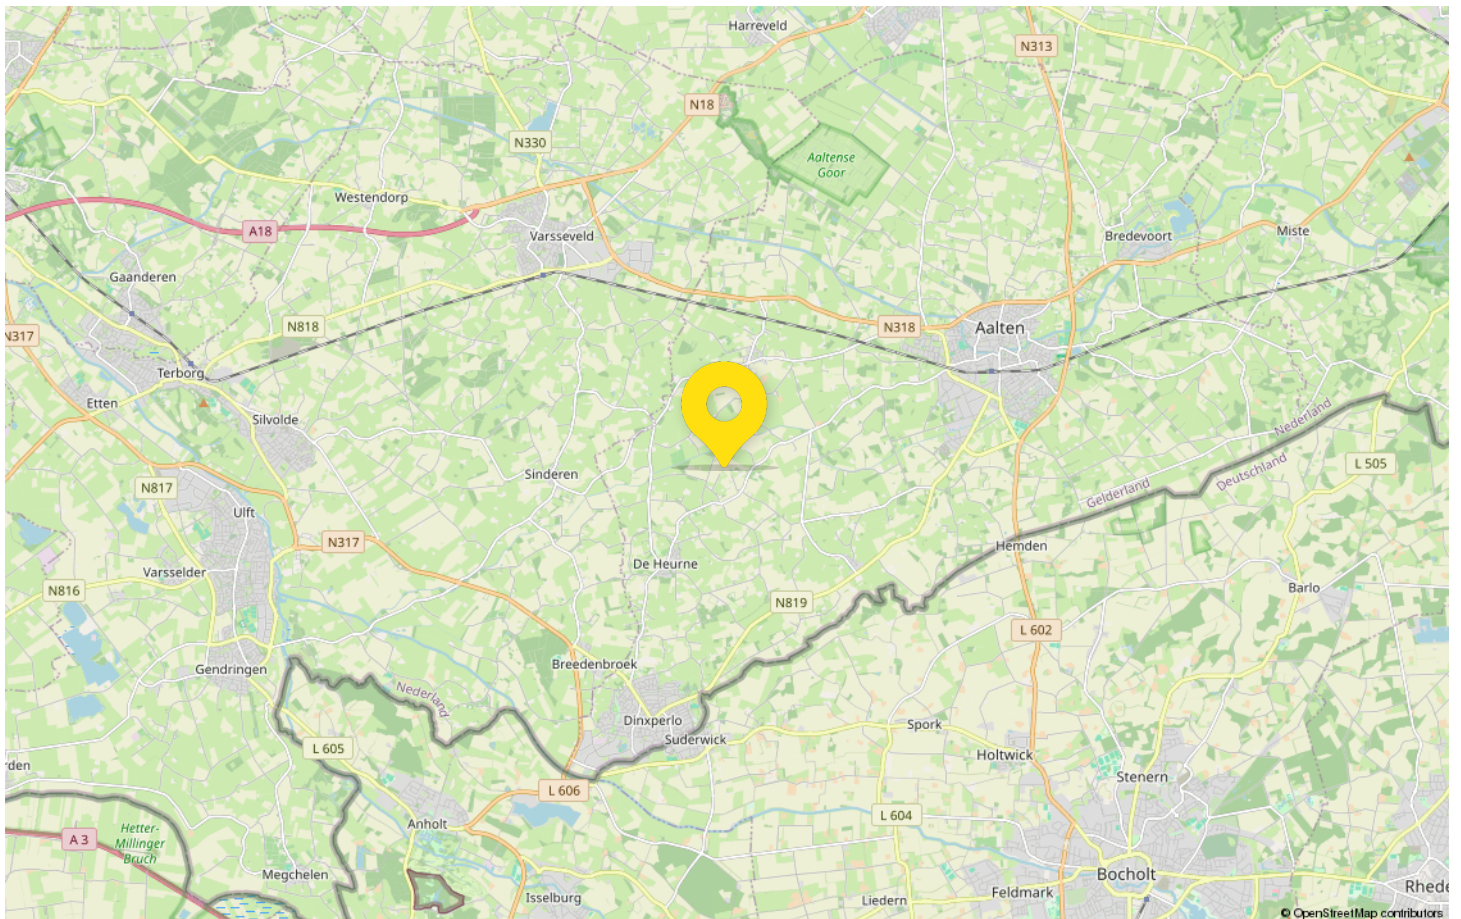 Harreveld
N313
N18
N330
Aaltense
Goor
Westendorp
A18
Varsseveld
Bredevoort
Miste
Gaanderen
N818
N317
N318
Aalten
Terborg
Etten
Silvolde
Nederland
Sinderen
L 505
Deutschland
Gelderland
N817
Ulft
N317
Hemden
De Heurne
Varsselder
N816
Barlo
N819
L 602
Breedenbroek
Gendringen
Nederland
Dinxperlo
Suderwick
Spork
L 605
Holtwick
rden
Stenern
L 606
L 604
Anholt
Hetter-
Millinger
Bruch
A 3
Megchelen
Bocholt
Feldmark
Rhede
Isselburg
Liedern
© OpenStreetMap contributors